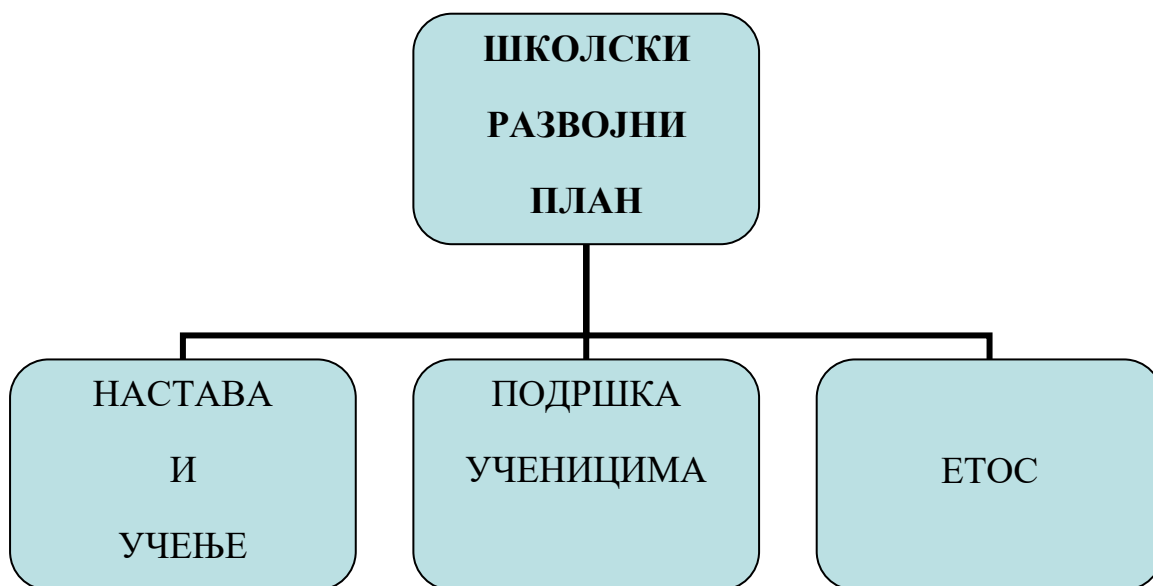 ШКОЛСКИ
РАЗВОЈНИ
ПЛАН
НАСТАВА
И
УЧЕЊЕ
ПОДРШКА
УЧЕНИЦИМА
ЕТОС